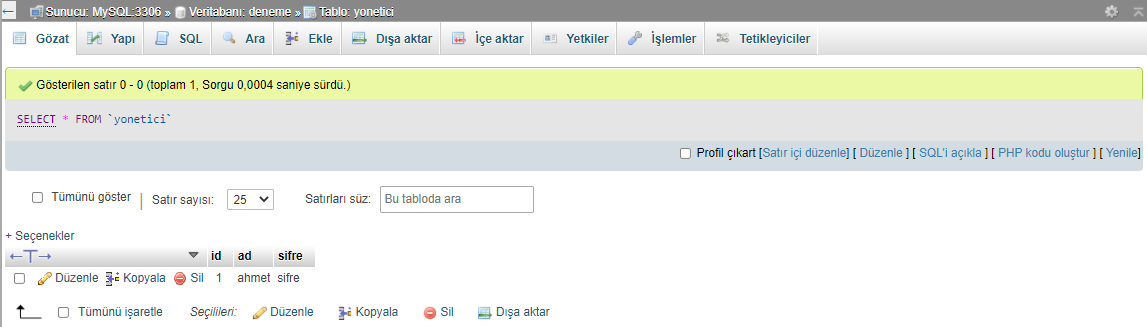 Sunucu: MySQL:3306 » Veritabanı: deneme » Tablo: yonetici
Gözat Yapı SQL Ara Ekle Dışa aktar İçe aktar Yetkiler İşlemler Tetikleyiciler
Gösterilen satır 0 - 0 (toplam 1, Sorgu 0,0004 saniye sürdü.)
SELECT * FROM `yonetici`
Profil çıkart [Satır içi düzenle] [ Düzenle ] [ SQL'i açıkla ] [ PHP kodu oluştur ] [ Yenile]
Tümünü göster | Satır sayısı: 25 Satırları süz: Bu tabloda ara
+ Seçenekler
←T→ id ad sifre
Düzenle Kopyala Sil 1 ahmet sifre
Tümünü işaretle Seçilileri: Düzenle Kopyala Sil Dışa aktar